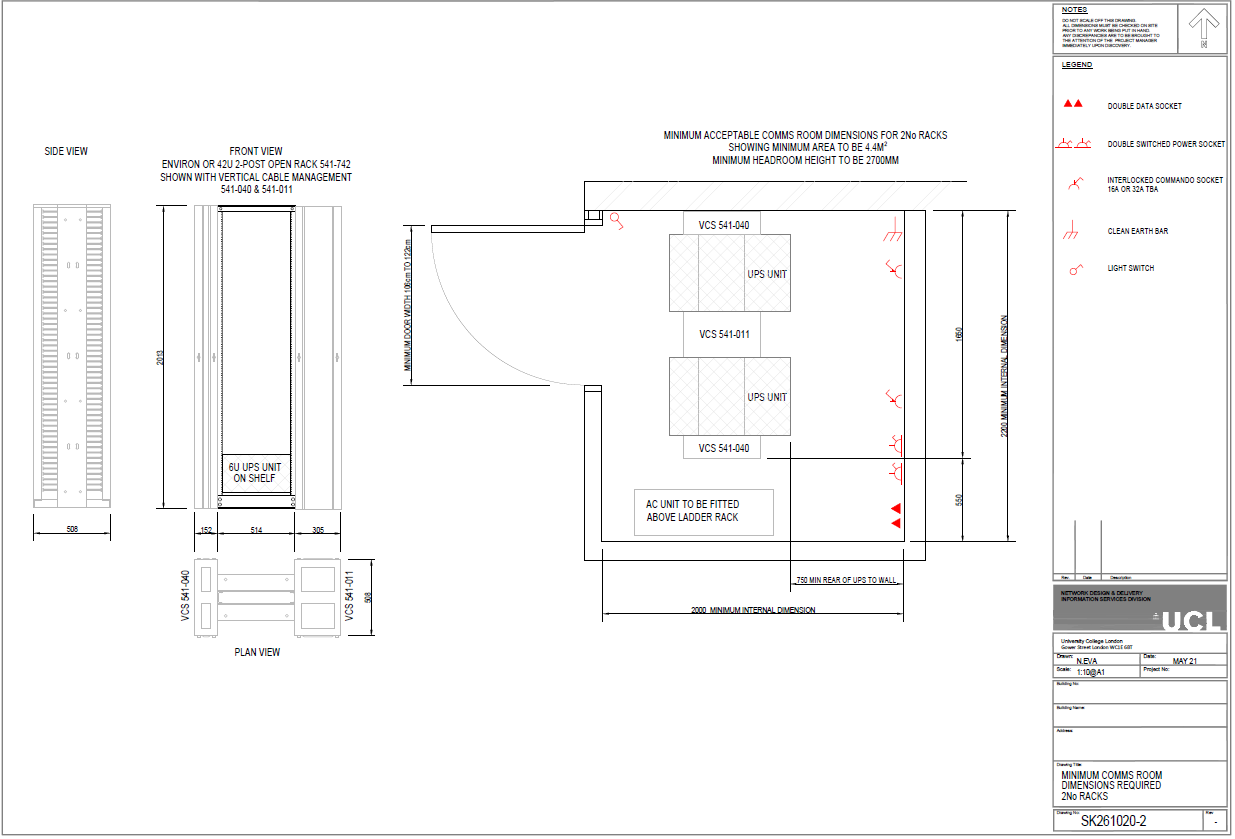 SIDE VIEW
FRONT VIEW
ENVIRON OR 42U 2-POST OPEN RACK 541-742
SHOWN WITH VERTICAL CABLE MANAGEMENT
541-040 & 541-011
2013
6U UPS UNIT
ON SHELF
508
152
514
305
VCS 541-040
VCS 541-011
508
PLAN VIEW
MINIMUM ACCEPTABLE COMMS ROOM DIMENSIONS FOR 2No RACKS
SHOWING MINIMUM AREA TO BE 4.4M²
MINIMUM HEADROOM HEIGHT TO BE 2700MM
MINIMUM DOOR WIDTH 106cm TO 122cm
VCS 541-040
UPS UNIT
VCS 541-011
UPS UNIT
VCS 541-040
AC UNIT TO BE FITTED
ABOVE LADDER RACK
1650
2200 MINIMUM INTERNAL DIMENSION
550
750 MIN REAR OF UPS TO WALL
2000 MINIMUM INTERNAL DIMENSION
NOTES
DO NOT SCALE OFF THIS DRAWING.
ALL DIMENSIONS MUST BE CHECKED ON SITE
PRIOR TO ANY WORK BEING PUT IN HAND.
ANY DISCREPANCIES ARE TO BE BROUGHT TO
THE ATTENTION OF THE PROJECT MANAGER
IMMEDIATELY UPON DISCOVERY.
N
LEGEND
DOUBLE DATA SOCKET
DOUBLE SWITCHED POWER SOCKET
INTERLOCKED COMMANDO SOCKET
16A OR 32A TBA
CLEAN EARTH BAR
LIGHT SWITCH
Rev. Date Description
NETWORK DESIGN & DELIVERY
INFORMATION SERVICES DIVISION
UCL
University College London
Gower Street London WC1E 6BT
Drawn: N.EVA Date: MAY 21
Scale: 1:10@A1 Project No:
Building No:
Building Name:
Address:
Drawing Title:
MINIMUM COMMS ROOM
DIMENSIONS REQUIRED
2No RACKS
Drawing No. SK261020-2 Rev -